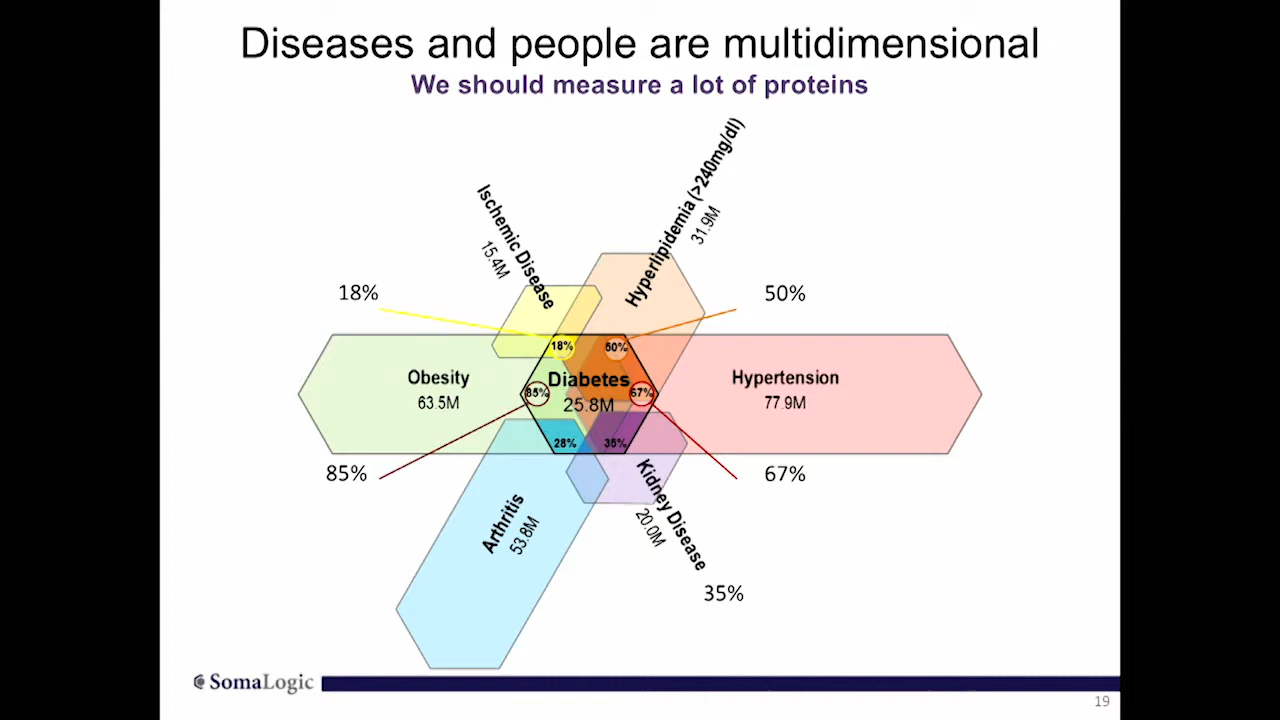 Diseases and people are multidimensional
We should measure a lot of proteins
Ischemic Disease
15.4M
Hyperlipidemia (>240mg/dl)
31.9M
18%
50%
18%
50%
Obesity
63.5M
Diabetes
25.8M
85%
67%
Hypertension
77.9M
28%
35%
85%
67%
Arthritis
53.8M
Kidney Disease
20.0M
35%
SomaLogic
19